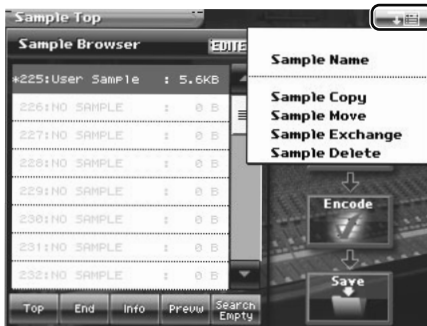 Sample Top
Sample Browser
EDITE
Sample Name
Sample Copy
Sample Move
Sample Exchange
Sample Delete
*225:User Sample : 5.6KB
226:NO SAMPLE : 0 B
227:NO SAMPLE : 0 B
228:NO SAMPLE : 0 B
229:NO SAMPLE : 0 B
230:NO SAMPLE : 0 B
231:NO SAMPLE : 0 B
232:NO SAMPLE : 0 B
Encode
Save
Top End Info Prevw Search Empty